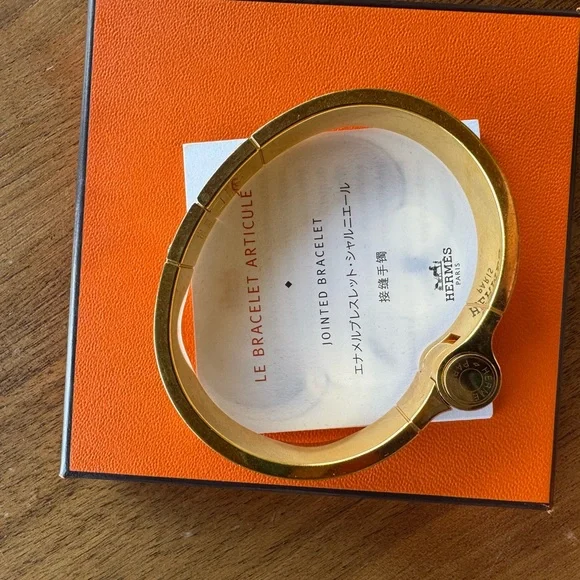 LE BRACELET ARTICULÉ
◆
JOINTED BRACELET
エナメルブレスレット・シャルニエール
接缝手镯
HERMÈS
PARIS